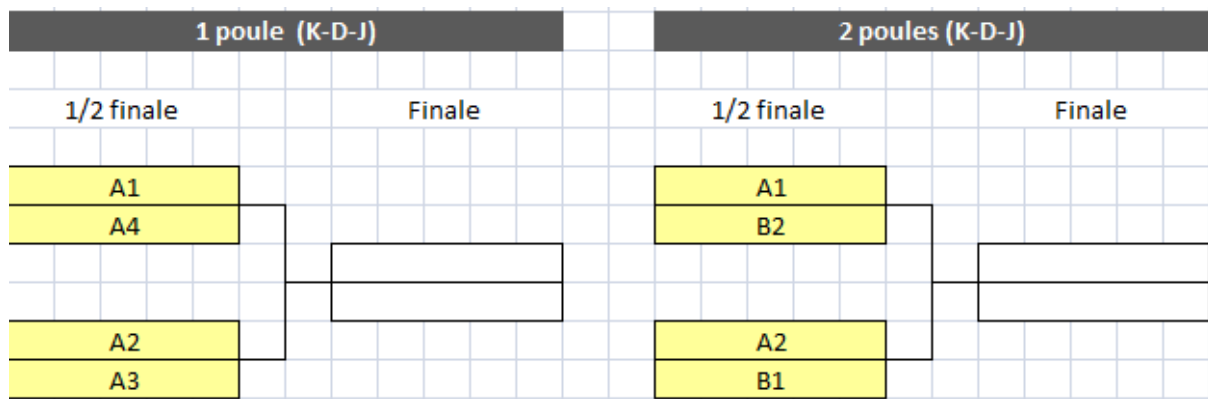 1 poule (K-D-J)
1/2 finale
Finale
A1
A4
A2
A3
2 poules (K-D-J)
1/2 finale
Finale
A1
B2
A2
B1